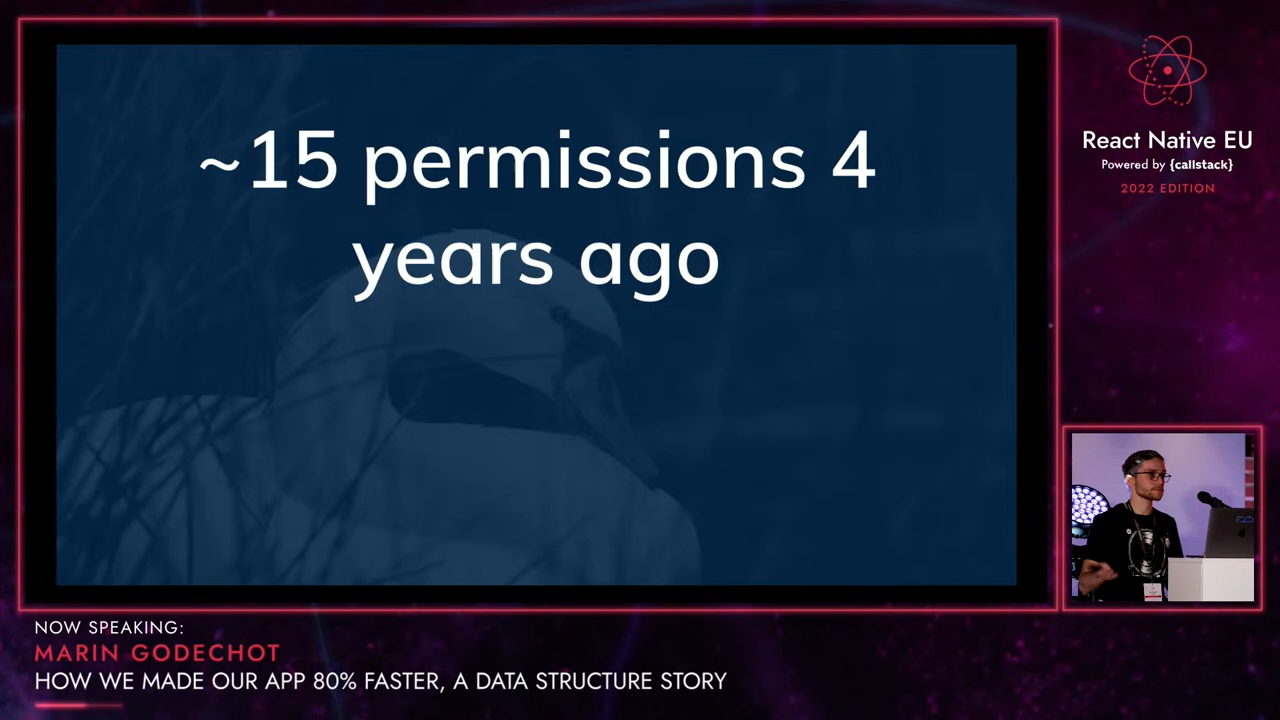 ~15 permissions 4
years ago
React Native EU
Powered by {callstack}
2022 EDITION
NOW SPEAKING:
MARIN GODECHOT
HOW WE MADE OUR APP 80% FASTER, A DATA STRUCTURE STORY